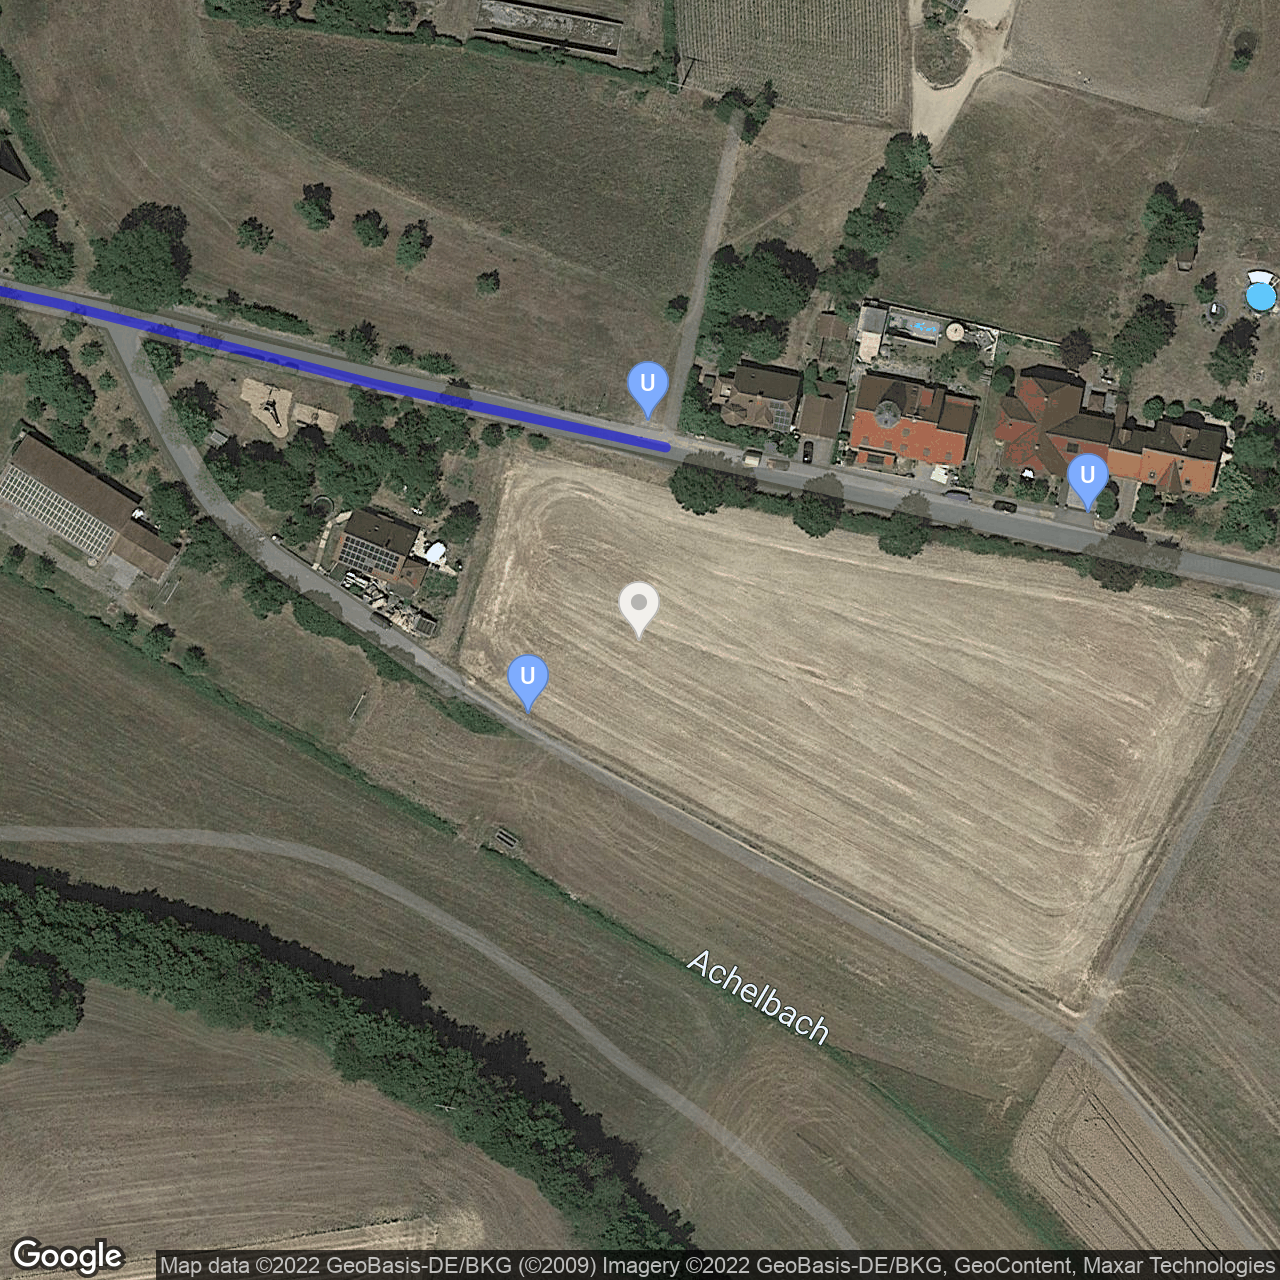 U
U
U
Achelbach
Google
Map data ©2022 GeoBasis-DE/BKG (©2009) Imagery ©2022 GeoBasis-DE/BKG, GeoContent, Maxar Technologies